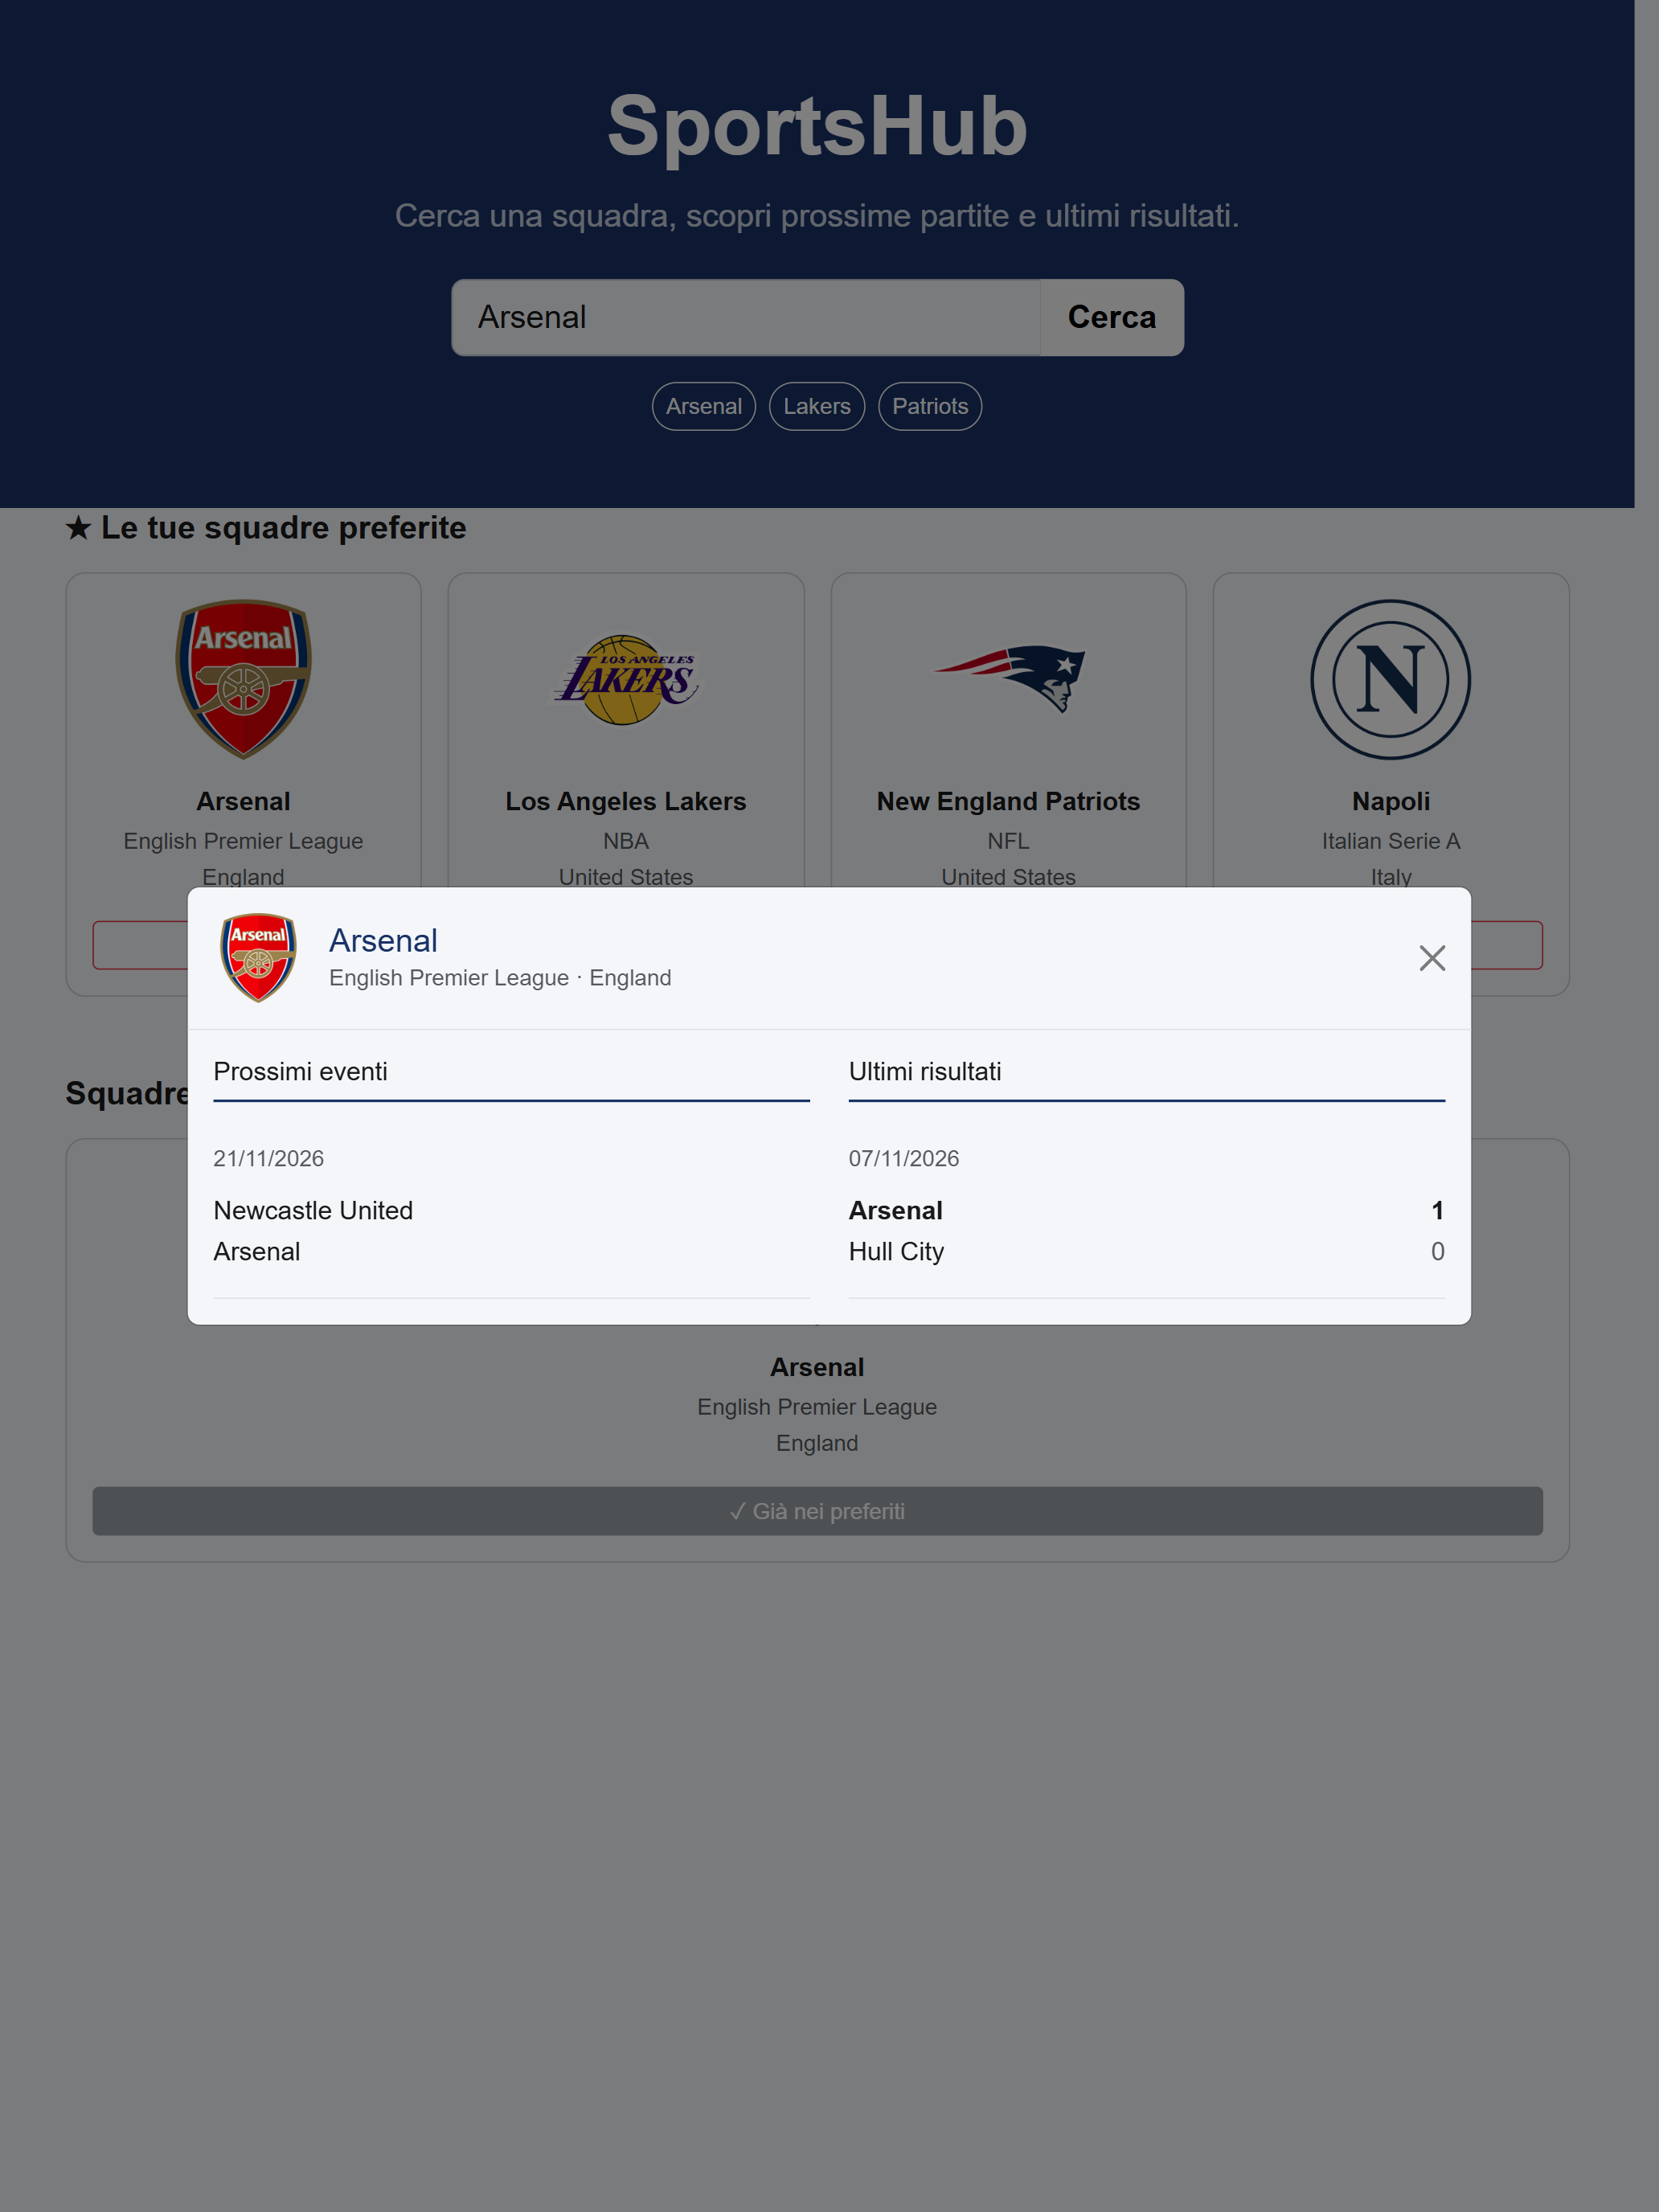 SportsHub
Cerca una squadra, scopri prossime partite e ultimi risultati.
Arsenal
Cerca
Arsenal
Lakers
Patriots
★ Le tue squadre preferite
Arsenal
LOS ANGELES
LAKERS
N
Arsenal
English Premier League
England
Los Angeles Lakers
NBA
United States
New England Patriots
NFL
United States
Napoli
Italian Serie A
Italy
Arsenal
Arsenal
English Premier League · England
Squadre
Prossimi eventi
21/11/2026
Newcastle United
Arsenal
Ultimi risultati
07/11/2026
Arsenal 1
Hull City 0
Arsenal
English Premier League
England
✓ Già nei preferiti